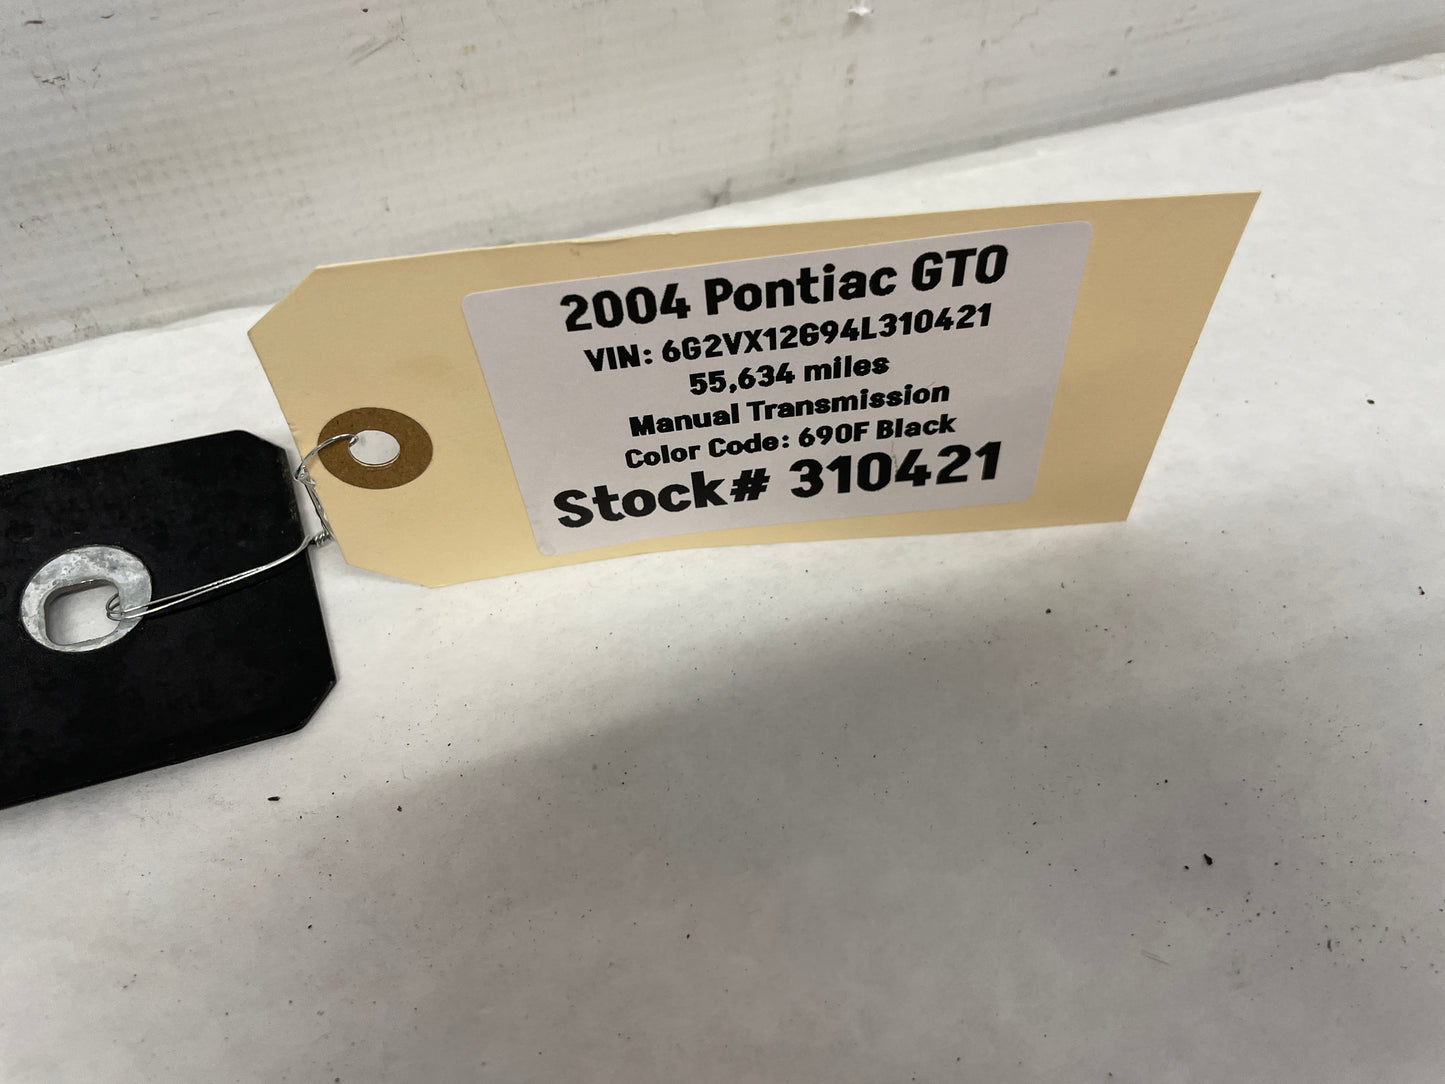 2004 Pontiac GTO
VIN: 6G2VX12G94L310421
55,634 miles
Manual Transmission
Color Code: 690F Black
Stock# 310421